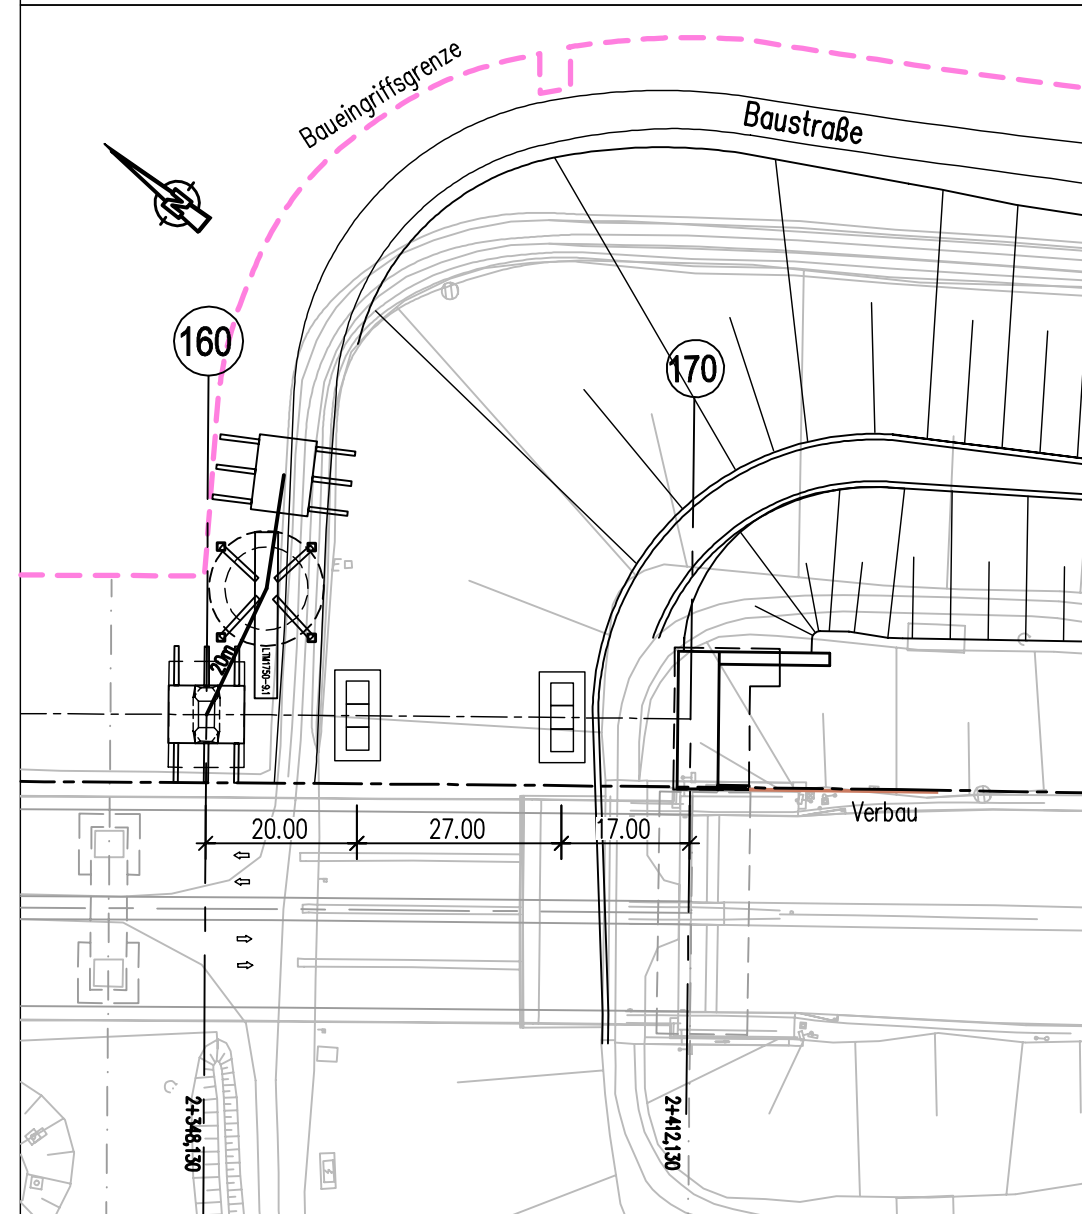 Baueingriffsgrenze
Baustraße
N
160
170
20m
LTM1750-9.1
20.00
27.00
17.00
Verbau
2+348,130
2+412,130